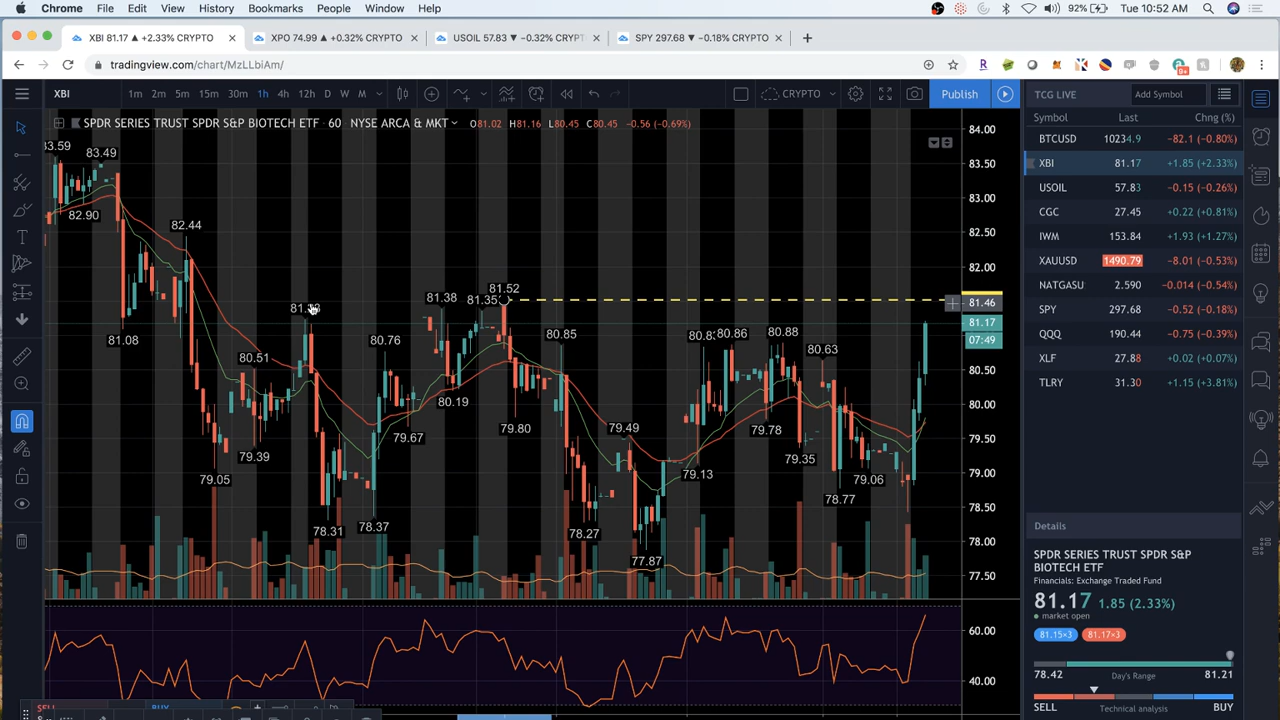 Chrome File Edit View History Bookmarks People Window Help 92% Tue 10:52 AM
XBI 81.17 ▲ +2.33% CRYPTO × XPO 74.99 ▲ +0.32% CRYPTO × USOIL 57.83 ▼ −0.32% CRYPTO × SPY 297.68 ▼ −0.18% CRYPTO × +
tradingview.com/chart/MzLLbiAm/
XBI 1m 2m 5m 15m 30m 1h 4h 12h D W M CRYPTO Publish
TCG LIVE Add Symbol
SPDR SERIES TRUST SPDR S&P BIOTECH ETF · 60 · NYSE ARCA & MKT O81.02 H81.16 L80.45 C80.45 −0.56 (−0.69%)
Symbol Last Chng (%)
BTCUSD 10234.9 −82.1 (−0.80%)
XBI 81.17 +1.85 (+2.33%)
USOIL 57.83 −0.15 (−0.26%)
CGC 27.45 +0.22 (+0.81%)
IWM 153.84 +1.93 (+1.27%)
XAUUSD 1490.79 −8.01 (−0.53%)
NATGASU 2.590 −0.014 (−0.54%)
SPY 297.68 −0.52 (−0.18%)
QQQ 190.44 −0.75 (−0.39%)
XLF 27.88 +0.02 (+0.07%)
TLRY 31.30 +1.15 (+3.81%)
83.49
82.90
82.44
81.08
80.51
79.39
79.05
78.31
80.76
78.37
79.67
81.38
80.19
81.35
81.52
79.80
80.85
78.27
79.49
77.87
79.13
80.86
79.78
80.88
79.35
80.63
78.77
79.06
84.00
83.50
83.00
82.50
82.00
81.46
81.17
07:49
80.50
80.00
79.50
79.00
78.50
78.00
77.50
60.00
40.00
Details
SPDR SERIES TRUST SPDR S&P
BIOTECH ETF
Financials: Exchange Traded Fund
81.17 1.85 (2.33%)
market open
81.15×3 81.17×3
78.42 Day's Range 81.21
SELL Technical analysis BUY
SELL BUY